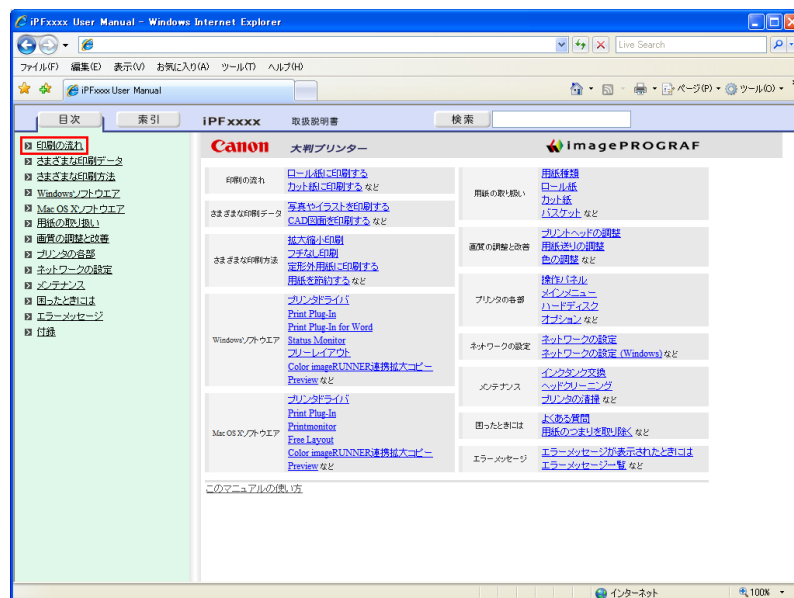 iPFxxxx User Manual - Windows Internet Explorer
Live Search
ファイル(F) 編集(E) 表示(V) お気に入り(A) ツール(T) ヘルプ(H)
iPFxxxx User Manual
ページ(P) ツール(O)
目次 索引 iPFxxxx 取扱説明書 検索
印刷の流れ
さまざまな印刷データ
さまざまな印刷方法
Windowsソフトウエア
Mac OS Xソフトウエア
用紙の取り扱い
画質の調整と改善
プリンタの各部
ネットワークの設定
メンテナンス
困ったときには
エラーメッセージ
付録
Canon 大判プリンター imagePROGRAF
印刷の流れ
ロール紙に印刷する
カット紙に印刷する など
さまざまな印刷データ
写真やイラストを印刷する
CAD図面を印刷する など
さまざまな印刷方法
拡大縮小印刷
フチなし印刷
定形外用紙に印刷する
用紙を節約する など
Windowsソフトウエア
プリンタドライバ
Print Plug-In
Print Plug-In for Word
Status Monitor
フリーレイアウト
Color imageRUNNER連携拡大コピー
Preview など
Mac OS Xソフトウエア
プリンタドライバ
Print Plug-In
Printmonitor
Free Layout
Color imageRUNNER連携拡大コピー
Preview など
用紙の取り扱い
用紙種類
ロール紙
カット紙
バスケット など
画質の調整と改善
プリントヘッドの調整
用紙送りの調整
色の調整 など
プリンタの各部
操作パネル
メインメニュー
ハードディスク
オプション など
ネットワークの設定
ネットワークの設定
ネットワークの設定 (Windows) など
メンテナンス
インクタンク交換
ヘッドクリーニング
プリンタの清掃 など
困ったときには
よくある質問
用紙のつまりを取り除く など
エラーメッセージ
エラーメッセージが表示されたときには
エラーメッセージ一覧 など
このマニュアルの使い方
インターネット 100%